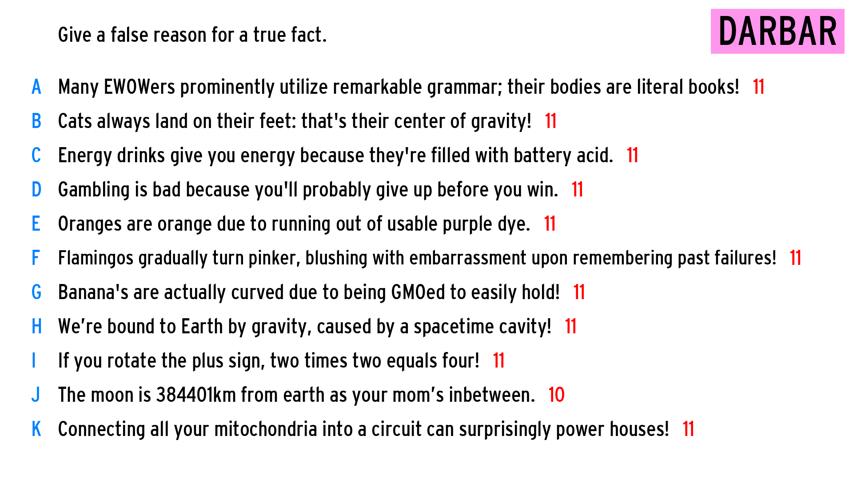 Give a false reason for a true fact.
DARBAR
A Many EWOWers prominently utilize remarkable grammar; their bodies are literal books! 11
B Cats always land on their feet: that's their center of gravity! 11
C Energy drinks give you energy because they're filled with battery acid. 11
D Gambling is bad because you'll probably give up before you win. 11
E Oranges are orange due to running out of usable purple dye. 11
F Flamingos gradually turn pinker, blushing with embarrassment upon remembering past failures! 11
G Banana's are actually curved due to being GMOed to easily hold! 11
H We’re bound to Earth by gravity, caused by a spacetime cavity! 11
I If you rotate the plus sign, two times two equals four! 11
J The moon is 384401km from earth as your mom’s inbetween. 10
K Connecting all your mitochondria into a circuit can surprisingly power houses! 11